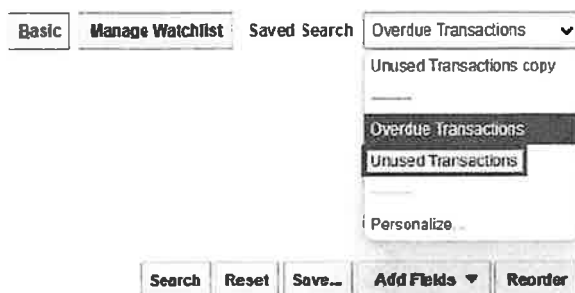 Basic Manage Watchlist Saved Search Overdue Transactions
Unused Transactions copy
Overdue Transactions
Unused Transactions
Personalize...
Search Reset Save... Add Fields Reorder